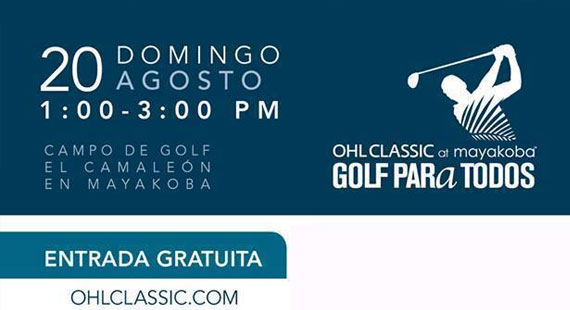 20 DOMINGO
AGOSTO
1:00-3:00 PM
CAMPO DE GOLF
EL CAMALEÓN
EN MAYAKOBA
OHL CLASSIC at mayakoba
GOLF PARa TODOS
ENTRADA GRATUITA
OHLCLASSIC.COM